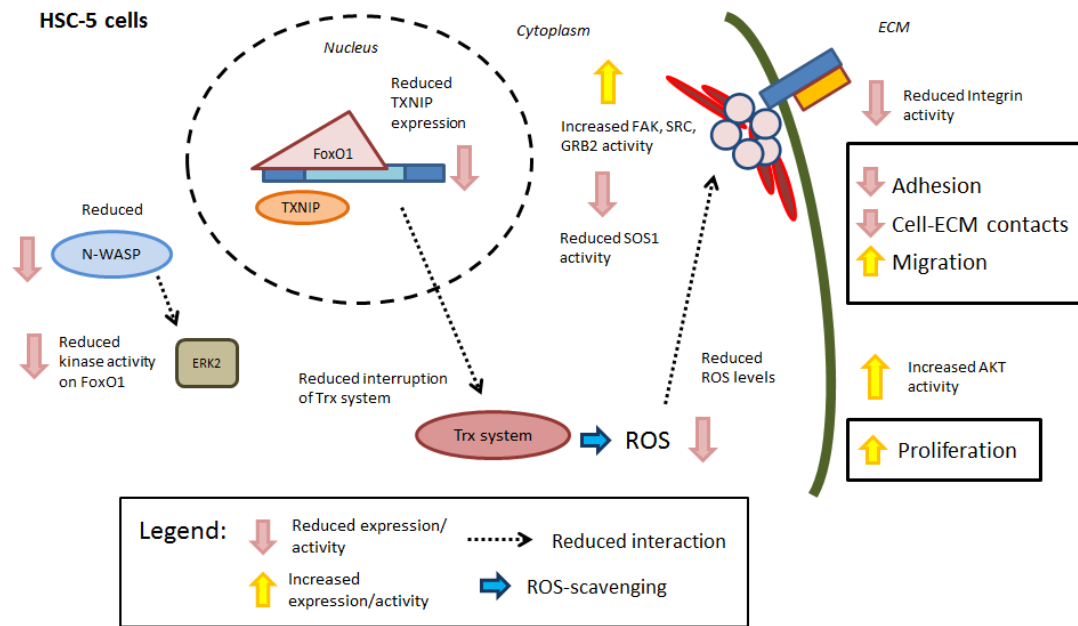 HSC-5 cells
Nucleus
Reduced
TXNIP
expression
FoxO1
TXNIP
Reduced
N-WASP
Reduced
kinase activity
on FoxO1
ERK2
Cytoplasm
Increased FAK, SRC,
GRB2 activity
Reduced SOS1
activity
Reduced interruption
of Trx system
Trx system
ROS
Reduced
ROS levels
ECM
Reduced Integrin
activity
Adhesion
Cell-ECM contacts
Migration
Increased AKT
activity
Proliferation
Legend:
Reduced expression/
activity
Reduced interaction
Increased
expression/activity
ROS-scavenging